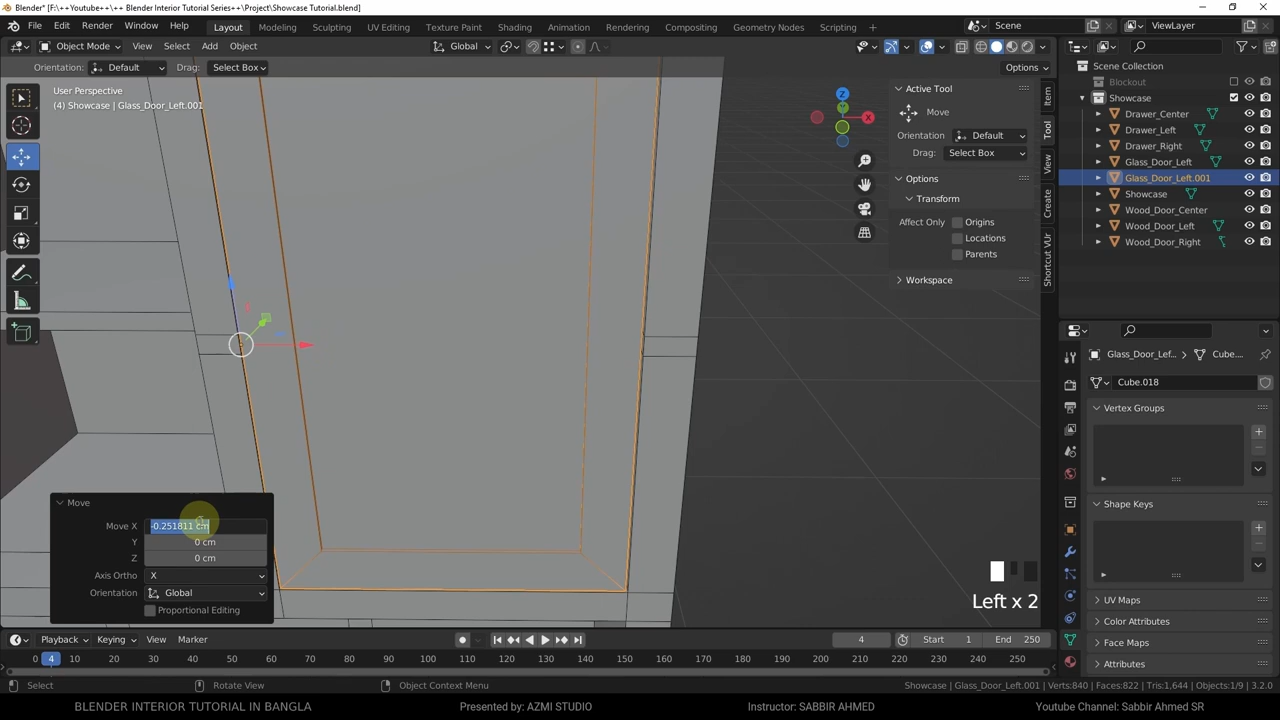 Blender* [F:\++Youtube++\++ Blender Interior Tutorial Series++\Project\Showcase Tutorial.blend]
File Edit Render Window Help Layout Modeling Sculpting UV Editing Texture Paint Shading Animation Rendering Compositing Geometry Nodes Scripting Scene ViewLayer
Object Mode View Select Add Object Global
Orientation: Default Drag: Select Box Options
User Perspective
(4) Showcase | Glass_Door_Left.001
Active Tool
Move
Orientation Default
Drag: Select Box
Options
Transform
Affect Only Origins
Locations
Parents
Workspace
Item
Tool
View
Create
Shortcut VUr
Z
X
Scene Collection
Blockout
Showcase
Drawer_Center
Drawer_Left
Drawer_Right
Glass_Door_Left
Glass_Door_Left.001
Showcase
Wood_Door_Center
Wood_Door_Left
Wood_Door_Right
Glass_Door_Lef... Cube....
Cube.018
Vertex Groups
Shape Keys
UV Maps
Color Attributes
Face Maps
Attributes
Move
Move X -0.251811 cm
Y 0 cm
Z 0 cm
Axis Ortho X
Orientation Global
Proportional Editing
Left x 2
Playback Keying View Marker 4 Start 1 End 250
0 4 10 20 30 40 50 60 70 80 90 100 110 120 130 140 150 160 170 180 190 200 210 220 230 240 250
Select Rotate View Object Context Menu Showcase | Glass_Door_Left.001 | Verts:840 | Faces:822 | Tris:1,644 | Objects:1/9 | 3.2.0
BLENDER INTERIOR TUTORIAL IN BANGLA Presented by: AZMI STUDIO Instructor: SABBIR AHMED Youtube Channel: Sabbir Ahmed SR